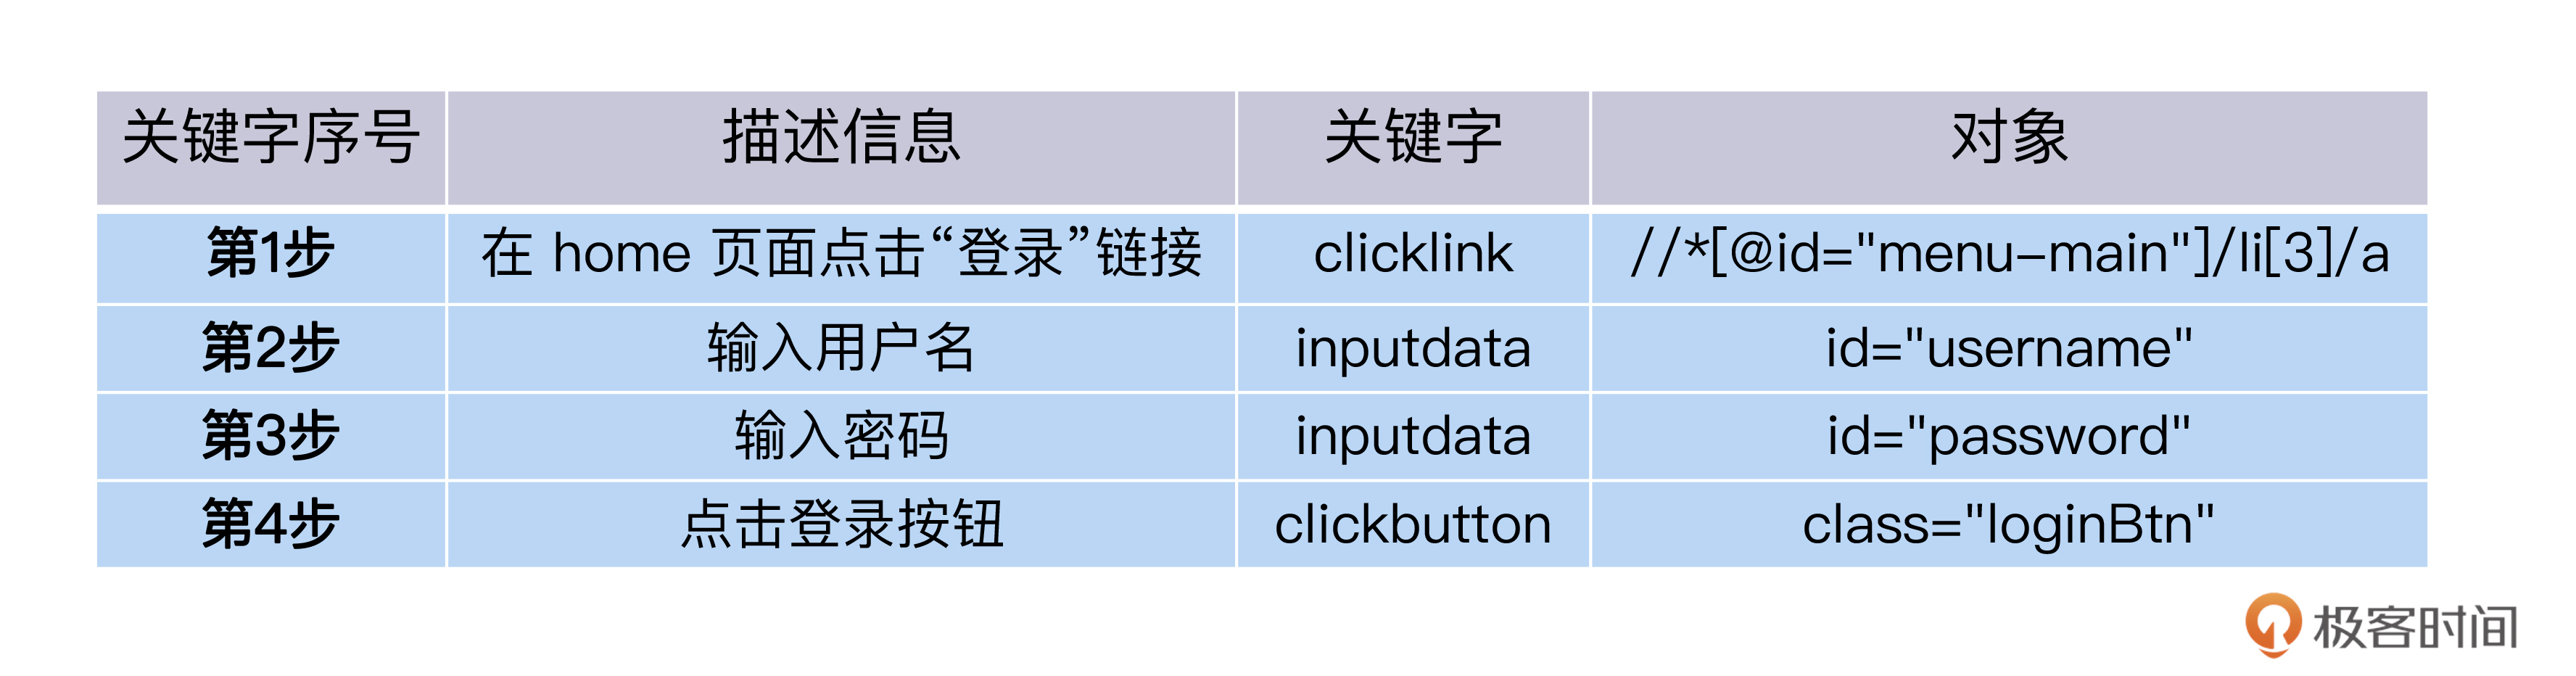 关键字序号 描述信息 关键字 对象
第1步 在 home 页面点击“登录”链接 clicklink //*[@id="menu-main"]/li[3]/a
第2步 输入用户名 inputdata id="username"
第3步 输入密码 inputdata id="password"
第4步 点击登录按钮 clickbutton class="loginBtn"
极客时间